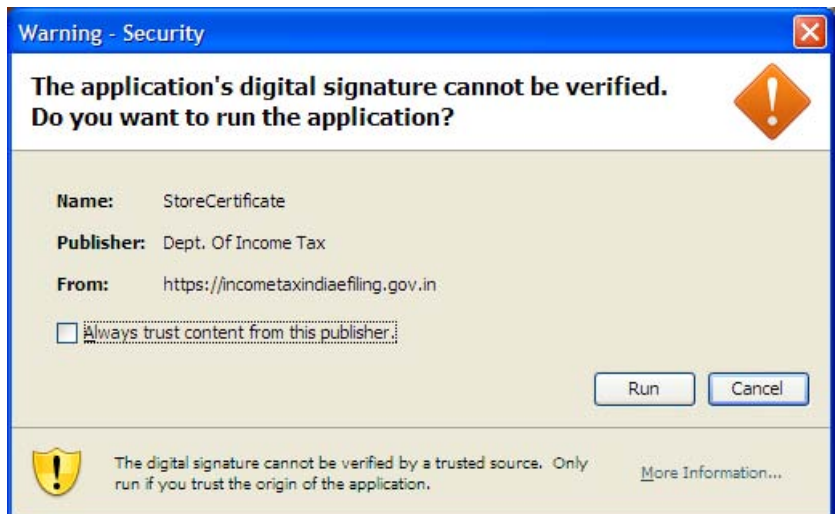 Warning - Security
The application's digital signature cannot be verified.
Do you want to run the application?
Name: StoreCertificate
Publisher: Dept. Of Income Tax
From: https://incometaxindiaefiling.gov.in
Always trust content from this publisher.
Run Cancel
The digital signature cannot be verified by a trusted source. Only
run if you trust the origin of the application.
More Information...